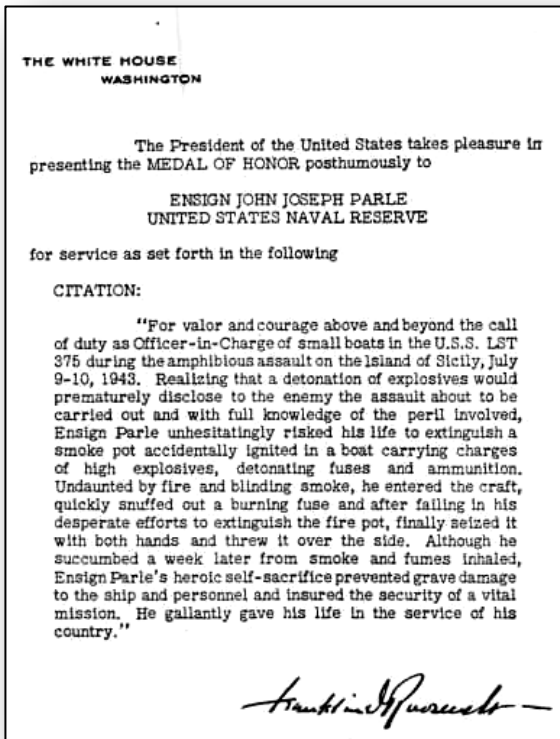 THE WHITE HOUSE
WASHINGTON
The President of the United States takes pleasure in
presenting the MEDAL OF HONOR posthumously to
ENSIGN JOHN JOSEPH PARLE
UNITED STATES NAVAL RESERVE
for service as set forth in the following
CITATION:
"For valor and courage above and beyond the call
of duty as Officer-in-Charge of small boats in the U.S.S. LST
375 during the amphibious assault on the island of Sicily, July
9-10, 1943. Realizing that a detonation of explosives would
prematurely disclose to the enemy the assault about to be
carried out and with full knowledge of the peril involved,
Ensign Parle unhesitatingly risked his life to extinguish a
smoke pot accidentally ignited in a boat carrying charges
of high explosives, detonating fuses and ammunition.
Undaunted by fire and blinding smoke, he entered the craft,
quickly snuffed out a burning fuse and after failing in his
desperate efforts to extinguish the fire pot, finally seized it
with both hands and threw it over the side. Although he
succumbed a week later from smoke and fumes inhaled,
Ensign Parle's heroic self-sacrifice prevented grave damage
to the ship and personnel and insured the security of a vital
mission. He gallantly gave his life in the service of his
country."
Franklin D Roosevelt